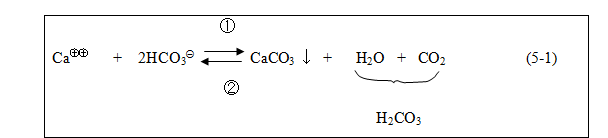 ①
Ca⊕⊕ + 2HCO₃⊖ ⇄ CaCO₃ ↓ + H₂O + CO₂ (5-1)
②
H₂CO₃